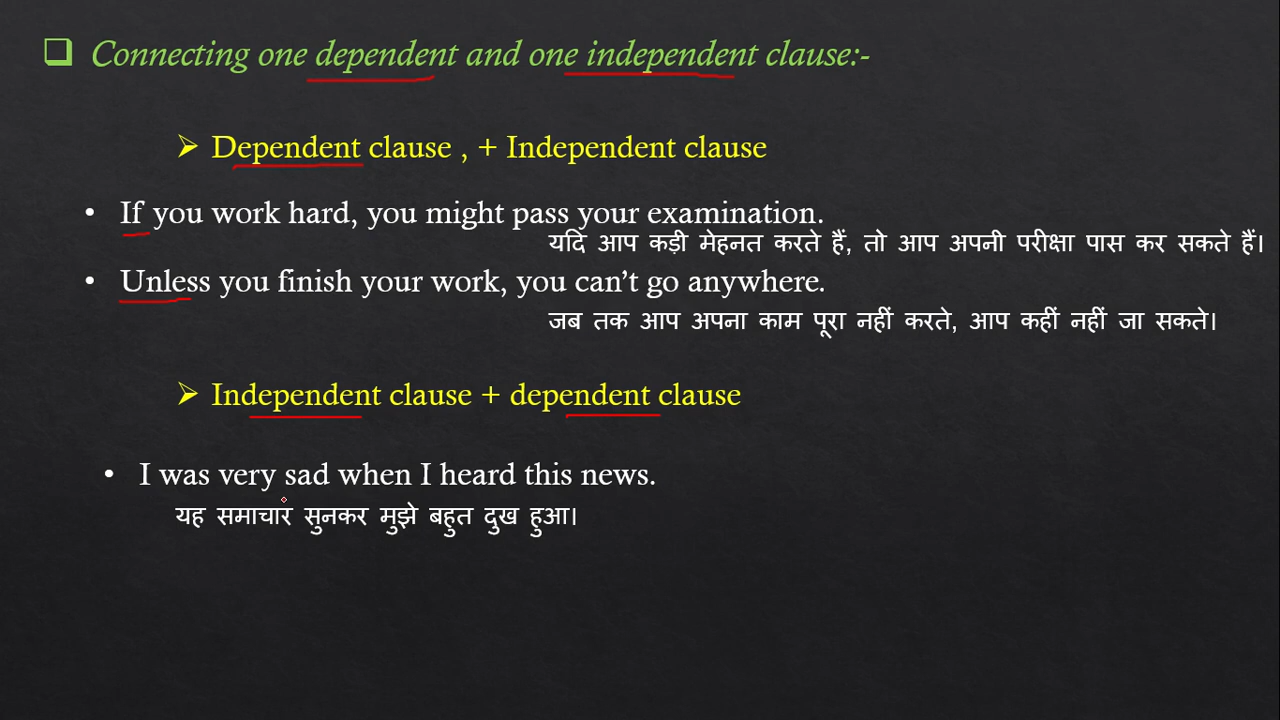 Connecting one dependent and one independent clause:-
Dependent clause , + Independent clause
If you work hard, you might pass your examination.
यदि आप कड़ी मेहनत करते हैं, तो आप अपनी परीक्षा पास कर सकते हैं।
Unless you finish your work, you can’t go anywhere.
जब तक आप अपना काम पूरा नहीं करते, आप कहीं नहीं जा सकते।
Independent clause + dependent clause
I was very sad when I heard this news.
यह समाचार सुनकर मुझे बहुत दुख हुआ।